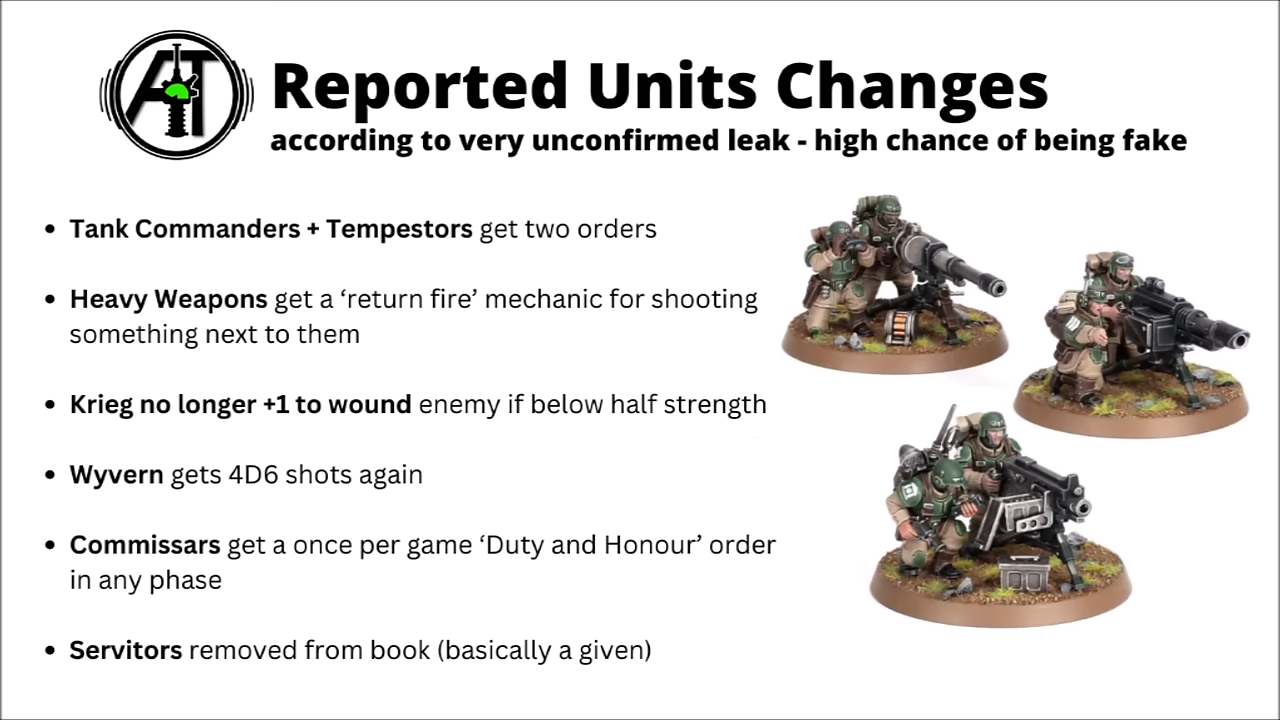 AT
Reported Units Changes
according to very unconfirmed leak - high chance of being fake
• Tank Commanders + Tempestors get two orders
• Heavy Weapons get a ‘return fire’ mechanic for shooting
something next to them
• Krieg no longer +1 to wound enemy if below half strength
• Wyvern gets 4D6 shots again
• Commissars get a once per game ‘Duty and Honour’ order
in any phase
• Servitors removed from book (basically a given)